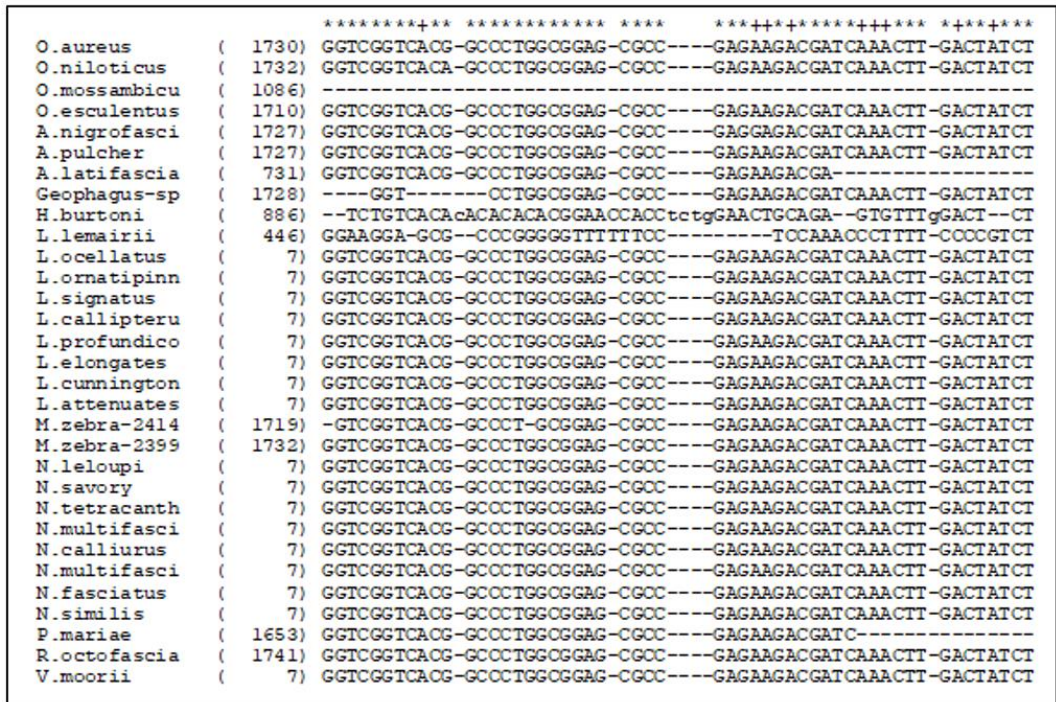 ********+** ************ ****    ***++*+*****+++*** *+**+***
O.aureus ( 1730) GGTCGGTCACG-GCCCTGGCGGAG-CGCC----GAGAAGACGATCAAACTT-GACTATCT
O.niloticus ( 1732) GGTCGGTCACA-GCCCTGGCGGAG-CGCC----GAGAAGACGATCAAACTT-GACTATCT
O.mossambicu ( 1086) ------------------------------------------------------------
O.esculentus ( 1710) GGTCGGTCACG-GCCCTGGCGGAG-CGCC----GAGAAGACGATCAAACTT-GACTATCT
A.nigrofasci ( 1727) GGTCGGTCACG-GCCCTGGCGGAG-CGCC----GAGGAGACGATCAAACTT-GACTATCT
A.pulcher ( 1727) GGTCGGTCACG-GCCCTGGCGGAG-CGCC----GAGAAGACGATCAAACTT-GACTATCT
A.latifascia ( 731) GGTCGGTCACG-GCCCTGGCGGAG-CGCC----GAGAAGACGA-----------------
Geophagus-sp ( 1728) ----GGT-------CCTGGCGGAG-CGCC----GAGAAGACGATCAAACTT-GACTATCT
H.burtoni ( 886) --TCTGTCACAcACACACACGGAACCACCtctgGAACTGCAGA--GTGTTTgGACT--CT
L.lemairii ( 446) GGAAGGA-GCG--CCCGGGGGTTTTTTCC---------TCCAAACCCTTTT-CCCCGTCT
L.ocellatus ( 7) GGTCGGTCACG-GCCCTGGCGGAG-CGCC----GAGAAGACGATCAAACTT-GACTATCT
L.ornatipinn ( 7) GGTCGGTCACG-GCCCTGGCGGAG-CGCC----GAGAAGACGATCAAACTT-GACTATCT
L.signatus ( 7) GGTCGGTCACG-GCCCTGGCGGAG-CGCC----GAGAAGACGATCAAACTT-GACTATCT
L.callipteru ( 7) GGTCGGTCACG-GCCCTGGCGGAG-CGCC----GAGAAGACGATCAAACTT-GACTATCT
L.profundico ( 7) GGTCGGTCACG-GCCCTGGCGGAG-CGCC----GAGAAGACGATCAAACTT-GACTATCT
L.elongates ( 7) GGTCGGTCACG-GCCCTGGCGGAG-CGCC----GAGAAGACGATCAAACTT-GACTATCT
L.cunnington ( 7) GGTCGGTCACG-GCCCTGGCGGAG-CGCC----GAGAAGACGATCAAACTT-GACTATCT
L.attenuates ( 7) GGTCGGTCACG-GCCCTGGCGGAG-CGCC----GAGAAGACGATCAAACTT-GACTATCT
M.zebra-2414 ( 1719) -GTCGGTCACG-GCCCT-GCGGAG-CGCC----GAGAAGACGATCAAACTT-GACTATCT
M.zebra-2399 ( 1732) GGTCGGTCACG-GCCCTGGCGGAG-CGCC----GAGAAGACGATCAAACTT-GACTATCT
N.leloupi ( 7) GGTCGGTCACG-GCCCTGGCGGAG-CGCC----GAGAAGACGATCAAACTT-GACTATCT
N.savory ( 7) GGTCGGTCACG-GCCCTGGCGGAG-CGCC----GAGAAGACGATCAAACTT-GACTATCT
N.tetracanth ( 7) GGTCGGTCACG-GCCCTGGCGGAG-CGCC----GAGAAGACGATCAAACTT-GACTATCT
N.multifasci ( 7) GGTCGGTCACG-GCCCTGGCGGAG-CGCC----GAGAAGACGATCAAACTT-GACTATCT
N.calliurus ( 7) GGTCGGTCACG-GCCCTGGCGGAG-CGCC----GAGAAGACGATCAAACTT-GACTATCT
N.multifasci ( 7) GGTCGGTCACG-GCCCTGGCGGAG-CGCC----GAGAAGACGATCAAACTT-GACTATCT
N.fasciatus ( 7) GGTCGGTCACG-GCCCTGGCGGAG-CGCC----GAGAAGACGATCAAACTT-GACTATCT
N.similis ( 7) GGTCGGTCACG-GCCCTGGCGGAG-CGCC----GAGAAGACGATCAAACTT-GACTATCT
P.mariae ( 1653) GGTCGGTCACG-GCCCTGGCGGAG-CGCC----GAGAAGACGATC---------------
R.octofascia ( 1741) GGTCGGTCACG-GCCCTGGCGGAG-CGCC----GAGAAGACGATCAAACTT-GACTATCT
V.moorii ( 7) GGTCGGTCACG-GCCCTGGCGGAG-CGCC----GAGAAGACGATCAAACTT-GACTATCT